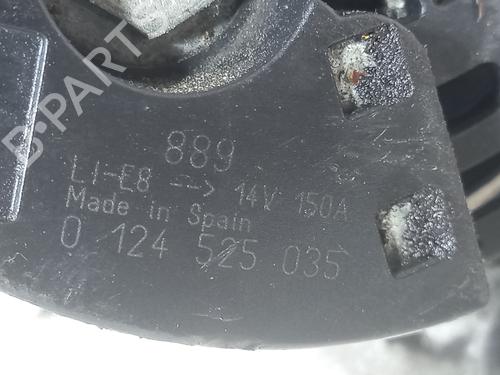 B-PARTS
889
LI-E8 --> 14V 150A
Made in Spain
0 124 525 035